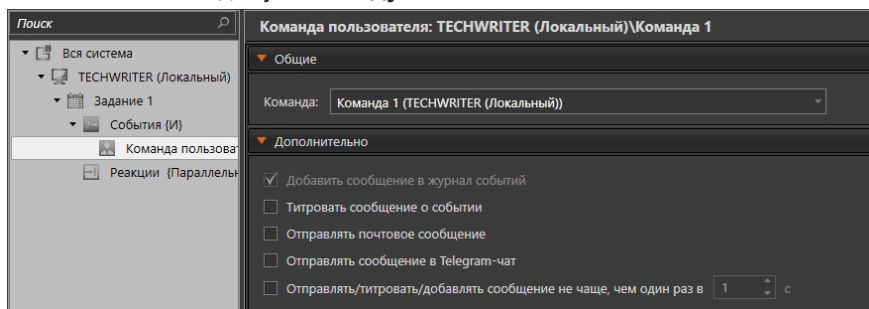 Поиск
Вся система
TECHWRITER (Локальный)
Задание 1
События {И}
Команда пользова
Реакции {Параллель
Команда пользователя: TECHWRITER (Локальный)\Команда 1
Общие
Команда: Команда 1 (TECHWRITER (Локальный))
Дополнительно
Добавить сообщение в журнал событий
Титровать сообщение о событии
Отправлять почтовое сообщение
Отправлять сообщение в Telegram-чат
Отправлять/титровать/добавлять сообщение не чаще, чем один раз в 1 с